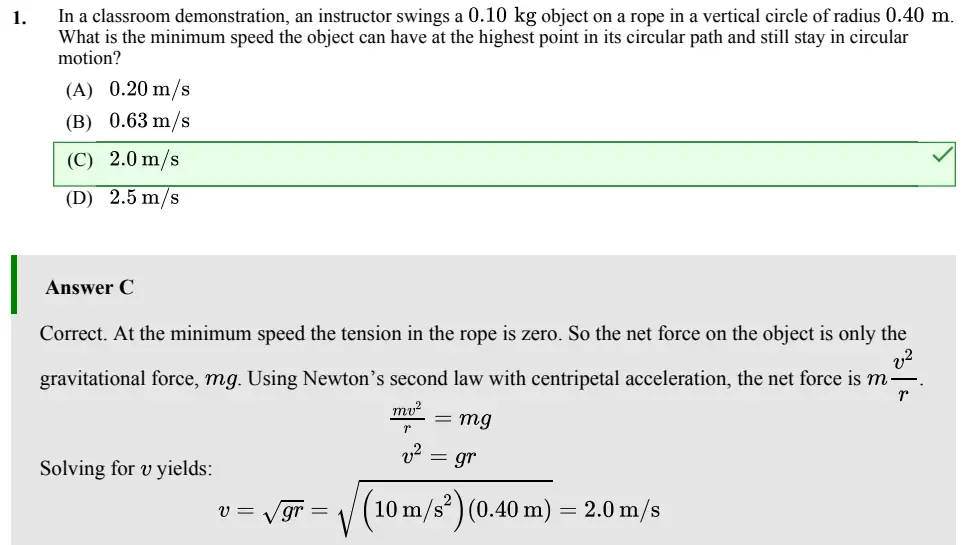 1. In a classroom demonstration, an instructor swings a 0.10 kg object on a rope in a vertical circle of radius 0.40 m.
What is the minimum speed the object can have at the highest point in its circular path and still stay in circular
motion?
(A) 0.20 m/s
(B) 0.63 m/s
(C) 2.0 m/s
(D) 2.5 m/s
Answer C
Correct. At the minimum speed the tension in the rope is zero. So the net force on the object is only the
gravitational force, mg. Using Newton’s second law with centripetal acceleration, the net force is m v²/r.
mv²/r = mg
v² = gr
Solving for v yields:
v = √gr = √(10 m/s²)(0.40 m) = 2.0 m/s